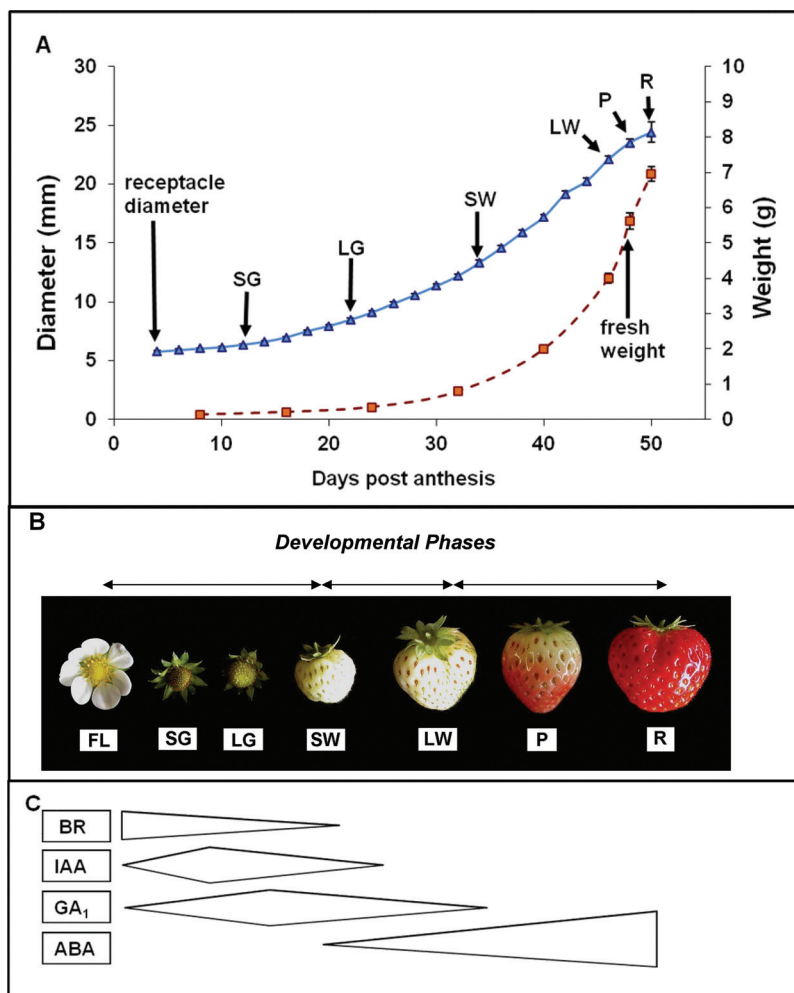 A
30
25
20
15
10
5
0
Diameter (mm)
10
9
8
7
6
5
4
3
2
1
0
Weight (g)
0
10
20
30
40
50
Days post anthesis
receptacle
diameter
SG
LG
SW
LW
P
R
fresh
weight
B
Developmental Phases
FL
SG
LG
SW
LW
P
R
C
BR
IAA
GA₁
ABA